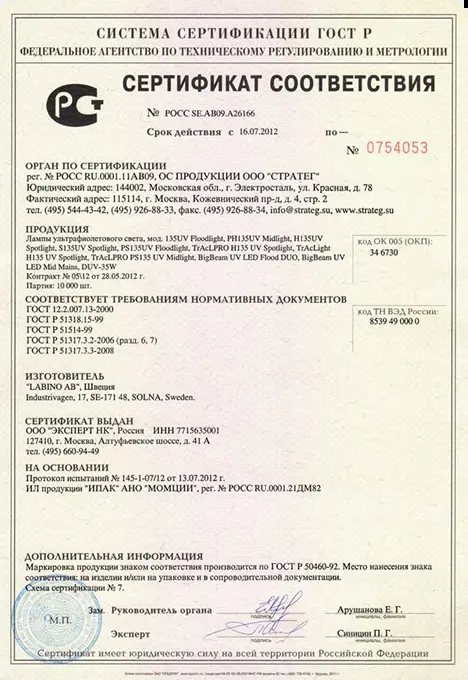 СИСТЕМА СЕРТИФИКАЦИИ ГОСТ Р
ФЕДЕРАЛЬНОЕ АГЕНТСТВО ПО ТЕХНИЧЕСКОМУ РЕГУЛИРОВАНИЮ И МЕТРОЛОГИИ
СЕРТИФИКАТ СООТВЕТСТВИЯ
№ РОСС SE.АВ09.А26166
Срок действия с 16.07.2012 по ---
№ 0754053
ОРГАН ПО СЕРТИФИКАЦИИ
рег. № РОСС RU.0001.11АВ09, ОС ПРОДУКЦИИ ООО "СТРАТЕГ"
Юридический адрес: 144002, Московская обл., г. Электросталь, ул. Красная, д. 78
Фактический адрес: 115114, г. Москва, Кожевнический пр-д, д. 4, стр. 2
тел. (495) 544-43-42, (495) 926-88-33, факс. (495) 926-88-34, info@strateg.su, www.strateg.su
ПРОДУКЦИЯ
Лампы ультрафиолетового света, мод. 135UV Floodlight, PH135UV Midlight, H135UV
Spotlight, S135UV Spotlight, PS135UV Floodlight, TrAcLPRO H135 UV Spotlight, TrAcLight
H135 UV Spotlight, TrAcLPRO PS135 UV Midlight, BigBeam UV LED Flood DUO, BigBeam UV
LED Mid Mains, DUV-35W
Контракт № 05\12 от 28.05.2012 г.
Партия: 10 000 шт.
код ОК 005 (ОКП):
34 6730
СООТВЕТСТВУЕТ ТРЕБОВАНИЯМ НОРМАТИВНЫХ ДОКУМЕНТОВ
ГОСТ 12.2.007.13-2000
ГОСТ Р 51318.15-99
ГОСТ Р 51514-99
ГОСТ Р 51317.3.2-2006 (разд. 6, 7)
ГОСТ Р 51317.3.3-2008
код ТН ВЭД России:
8539 49 000 0
ИЗГОТОВИТЕЛЬ
"LABINO AB", Швеция
Industrivagen, 17, SE-171 48, SOLNA, Sweden.
СЕРТИФИКАТ ВЫДАН
ООО "ЭКСПЕРТ НК", Россия ИНН 7715635001
127410, г. Москва, Алтуфьевское шоссе, д. 41 А
тел. (495) 660-94-49
НА ОСНОВАНИИ
Протокол испытаний № 145-1-07/12 от 13.07.2012 г.
ИЛ продукции "ИПАК" АНО "МОМЦИИ", рег. № РОСС RU.0001.21ДМ82
ДОПОЛНИТЕЛЬНАЯ ИНФОРМАЦИЯ
Маркировка продукции знаком соответствия производится по ГОСТ Р 50460-92. Место нанесения знака
соответствия: на изделии и/или на упаковке и в сопроводительной документации.
Схема сертификации № 7.
М.П.
Зам. Руководитель органа
подпись
Арушанова Е. Г.
инициалы, фамилия
Эксперт
подпись
Синицин П. Г.
инициалы, фамилия
Сертификат имеет юридическую силу на всей территории Российской Федерации